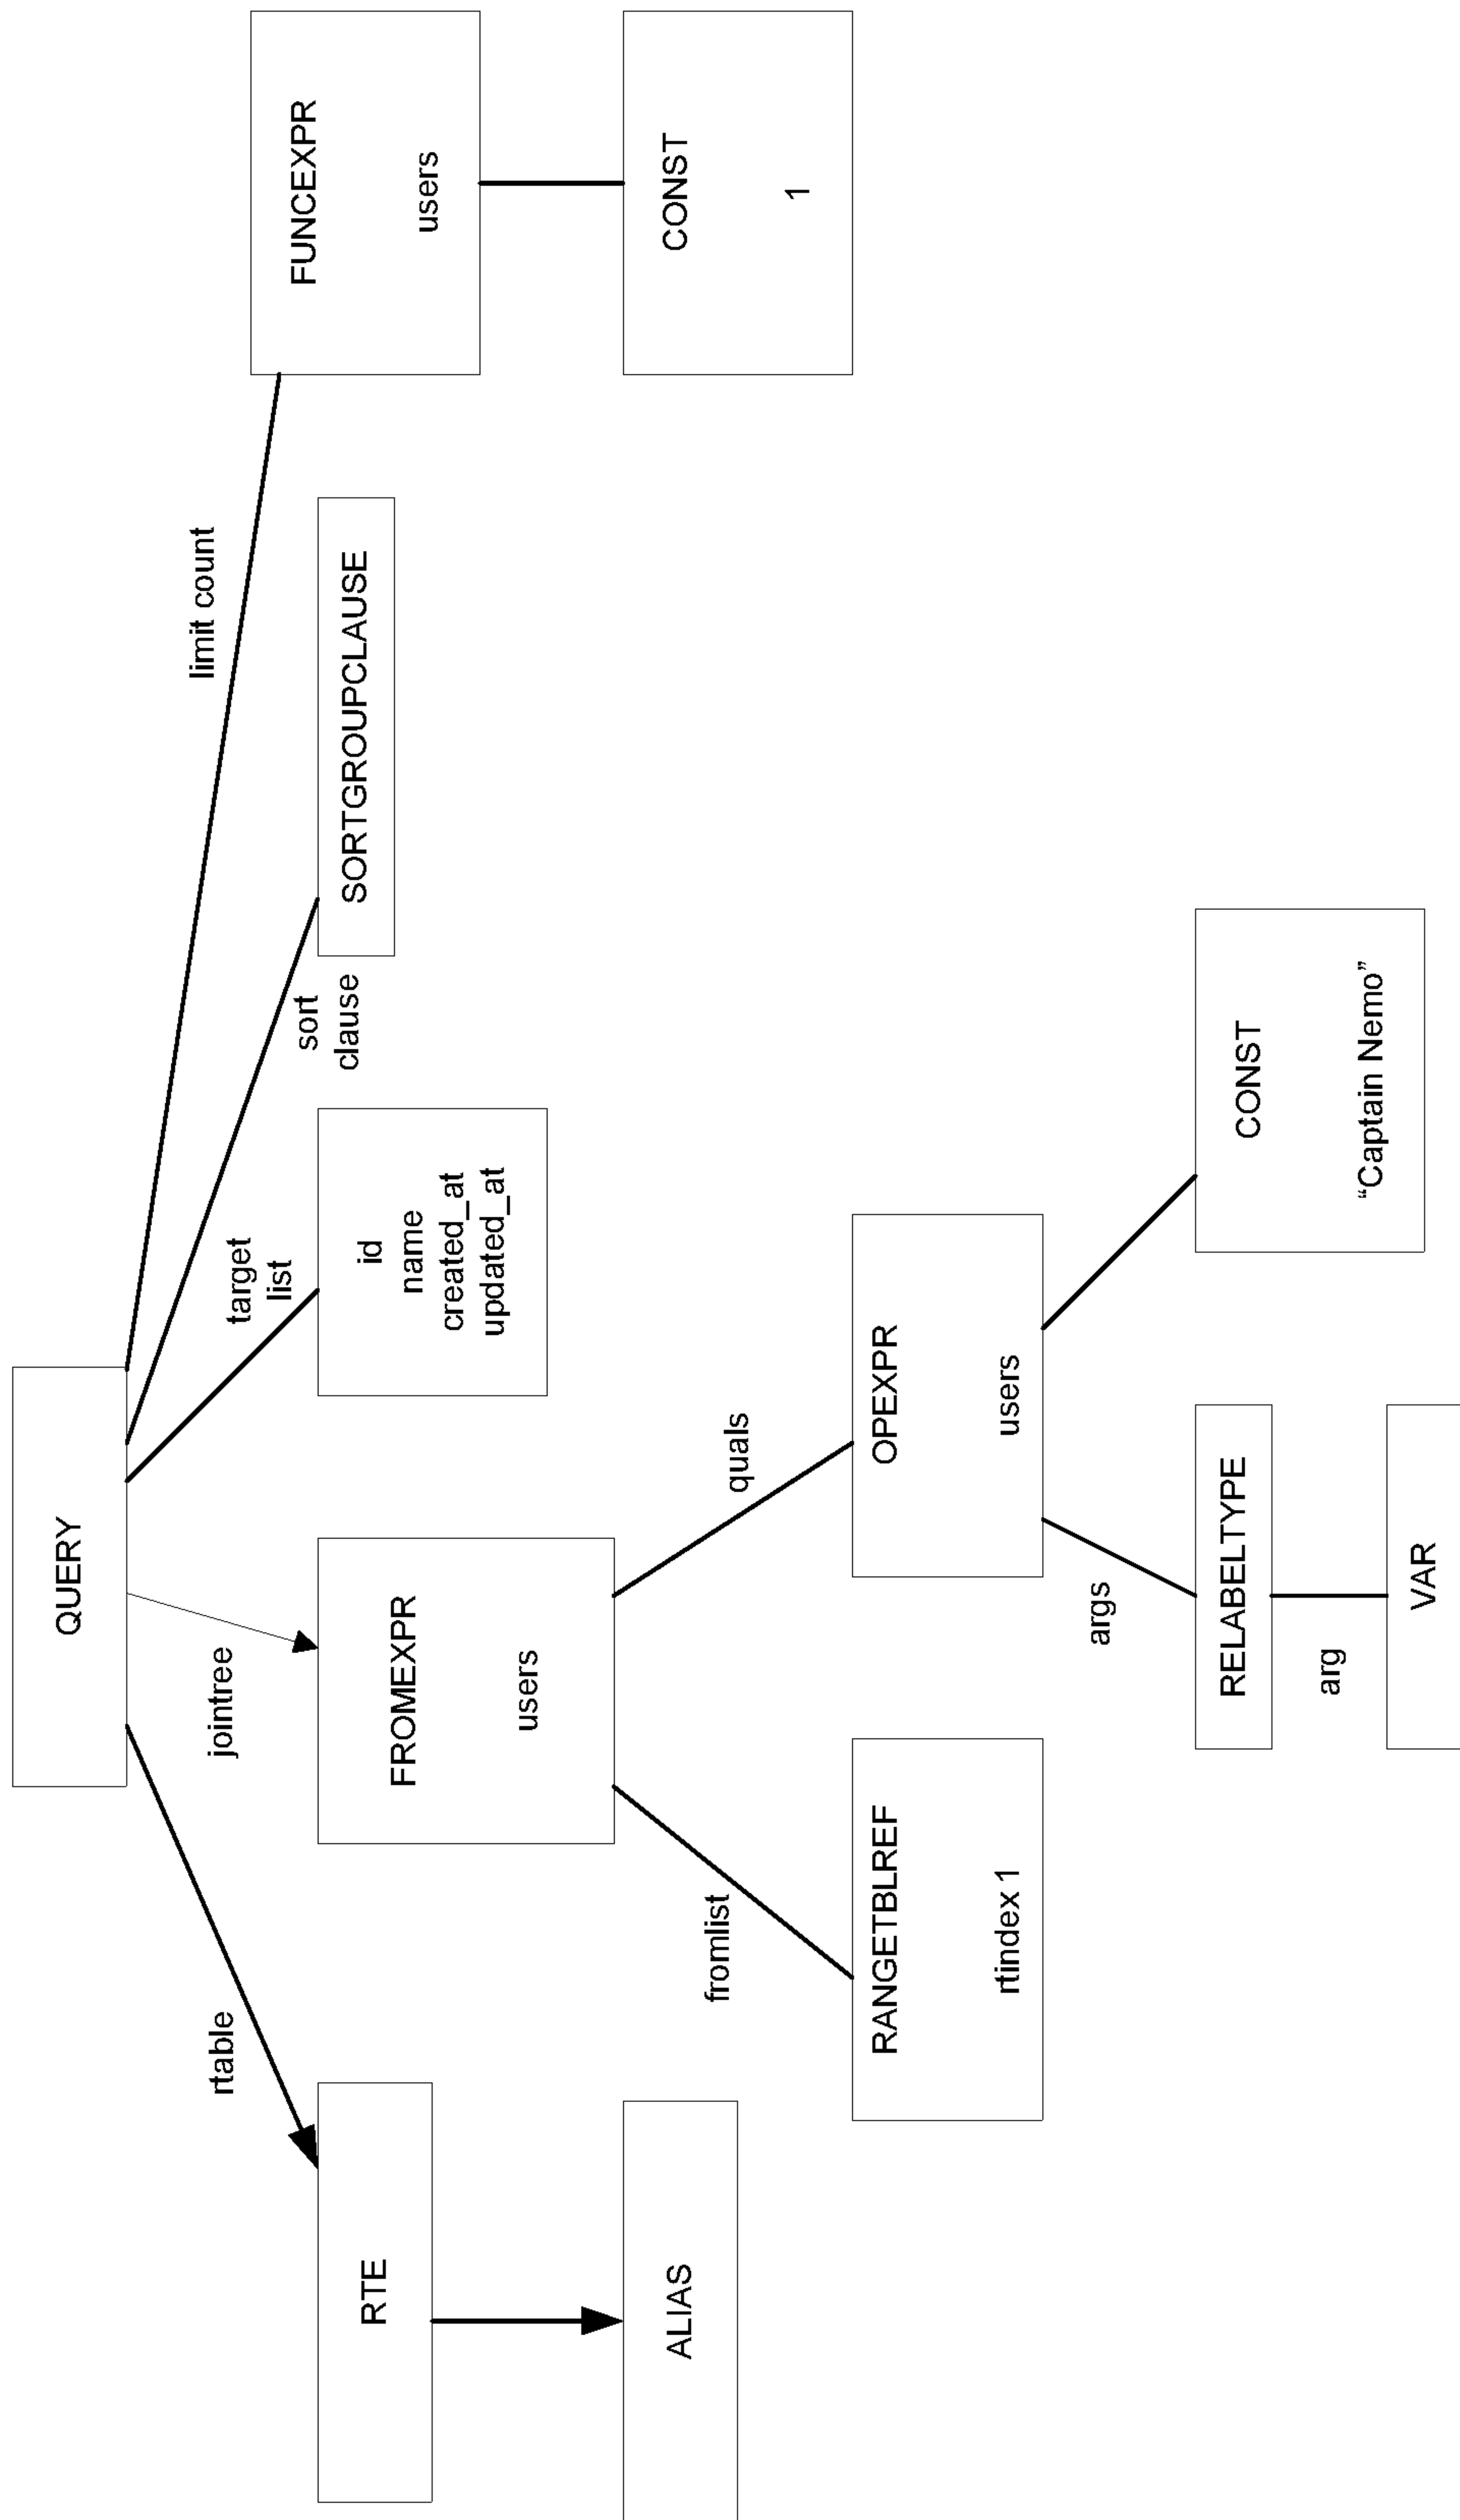 QUERY
rtable
jointree
target
list
sort
clause
limit count
RTE
FROMEXPR
users
id
name
created_at
updated_at
SORTGROUPCLAUSE
FUNCEXPR
users
ALIAS
CONST
1
fromlist
quals
RANGETBLREF
rtindex 1
OPEXPR
users
args
RELABELTYPE
CONST
“Captain Nemo”
arg
VAR